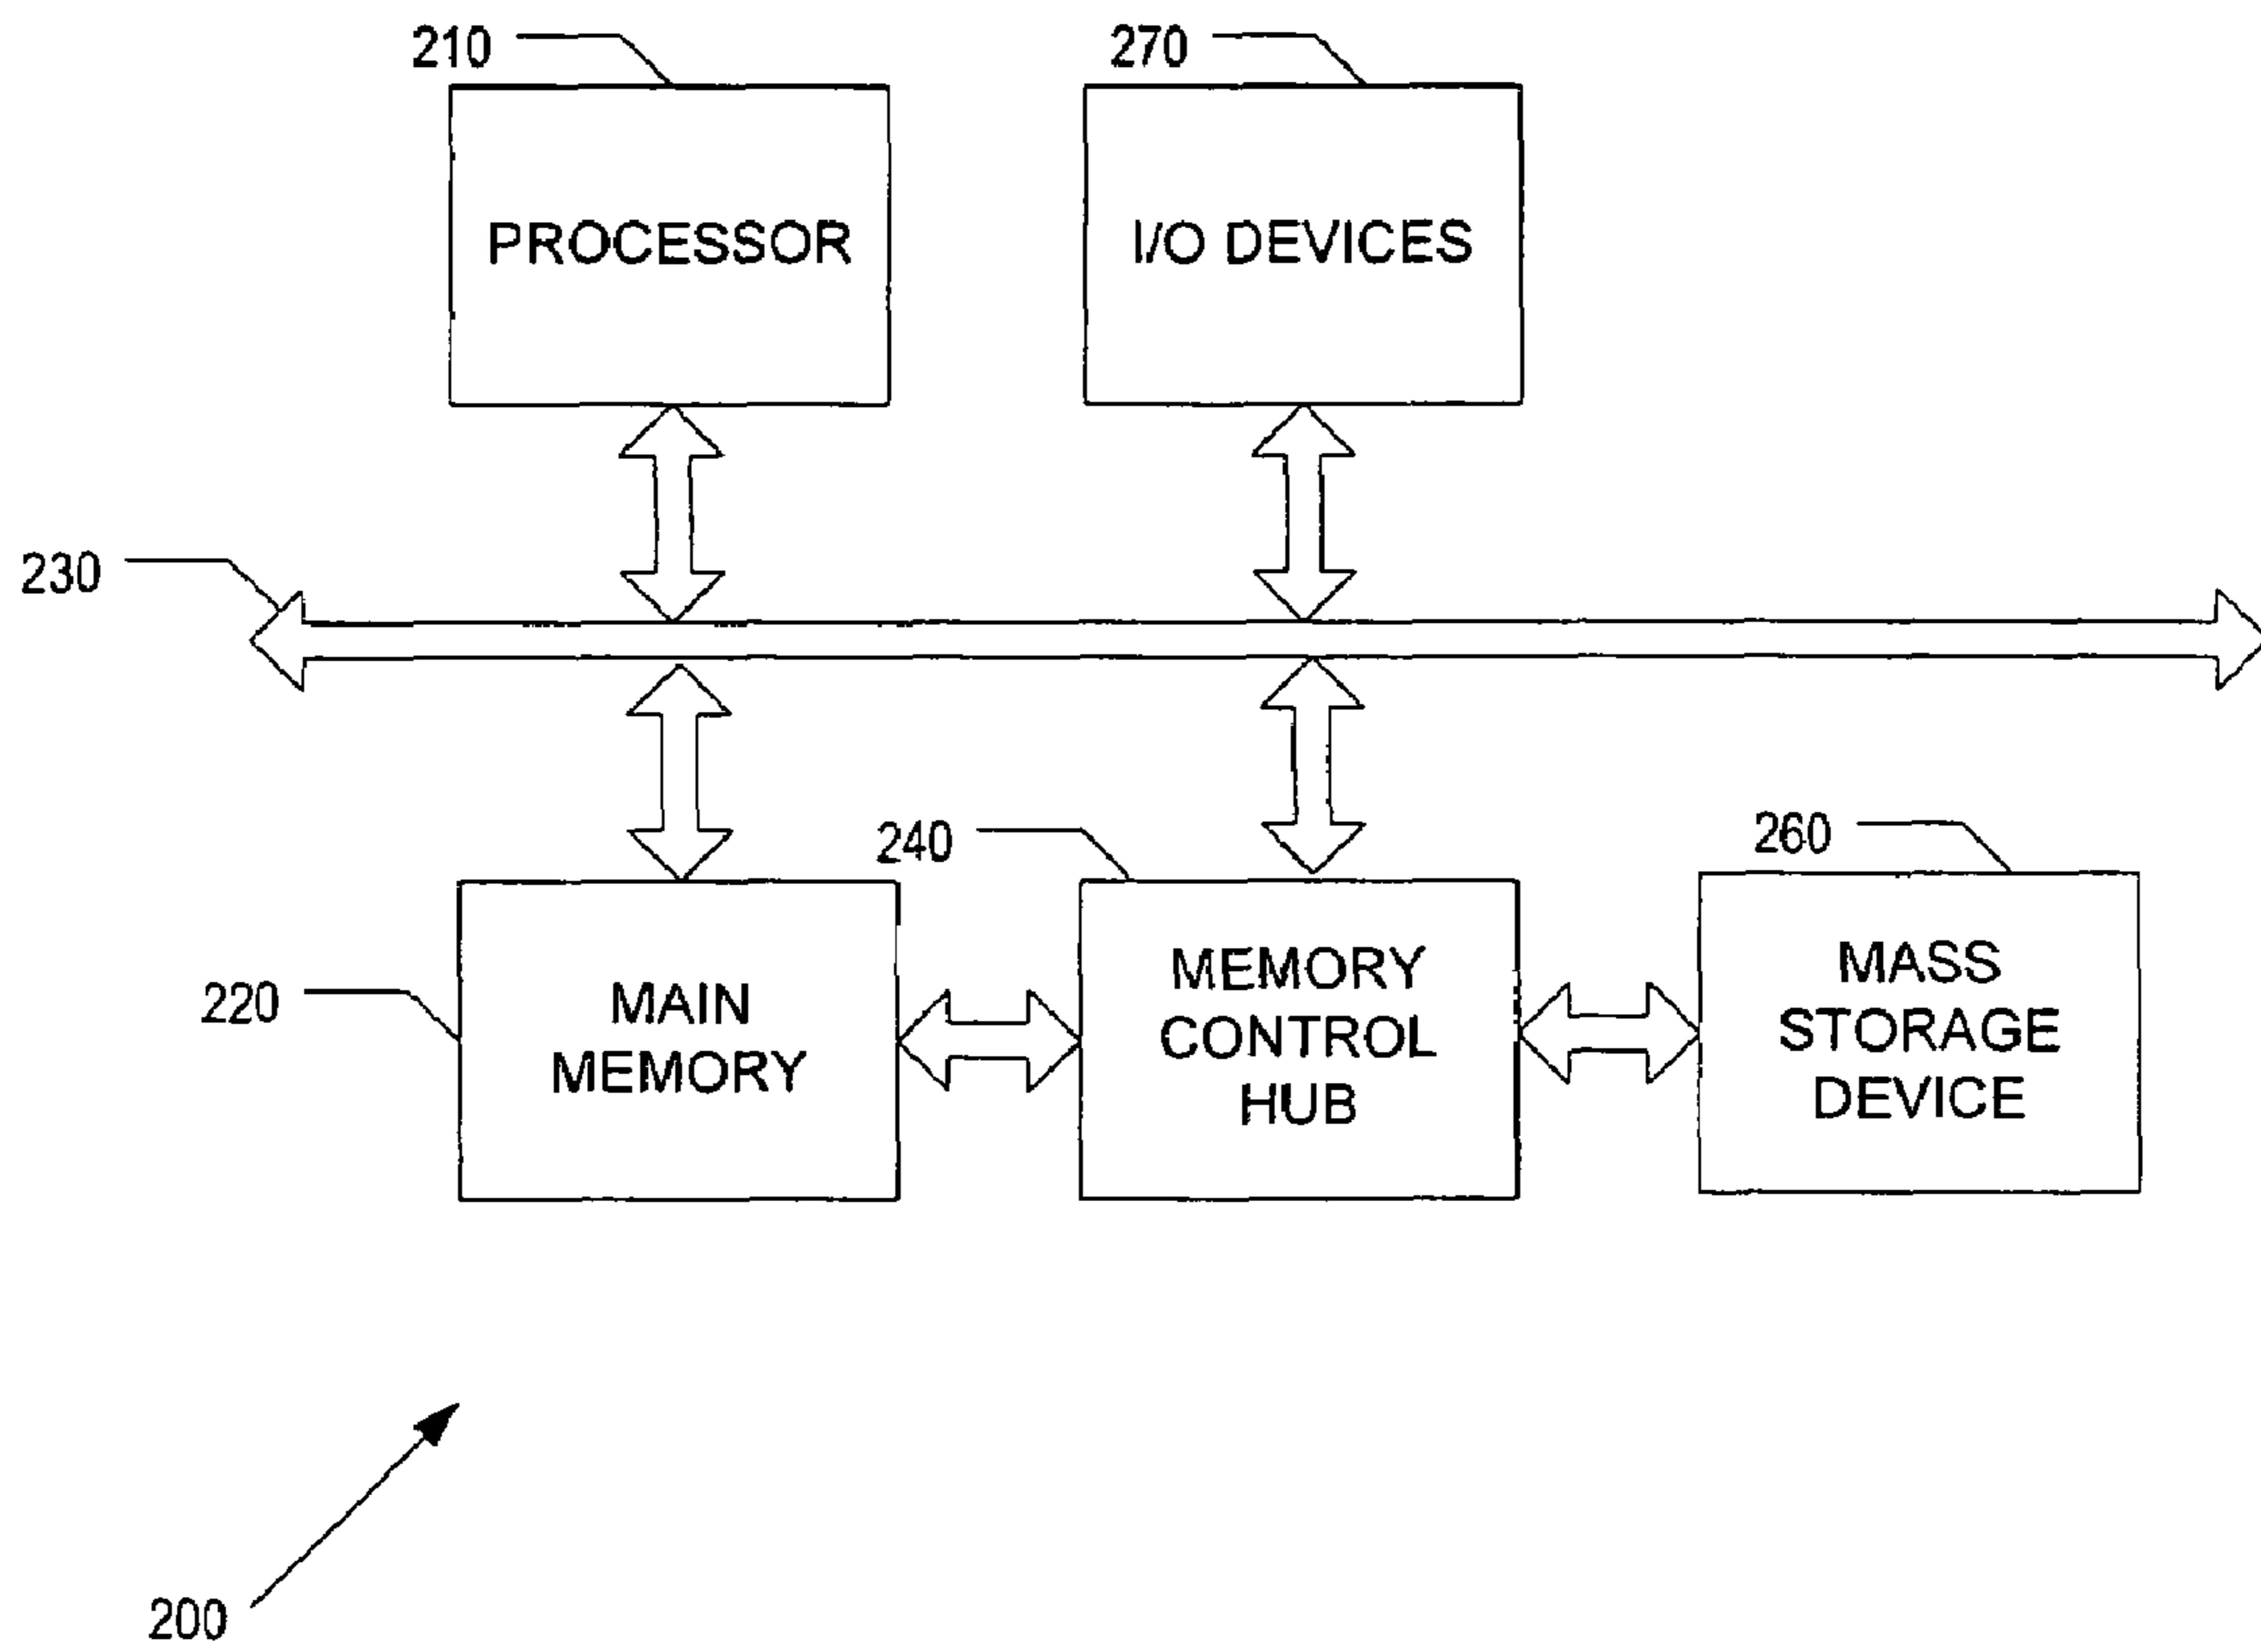 210
270
PROCESSOR
I/O DEVICES
230
240
260
220
MAIN
MEMORY
MEMORY
CONTROL
HUB
MASS
STORAGE
DEVICE
200